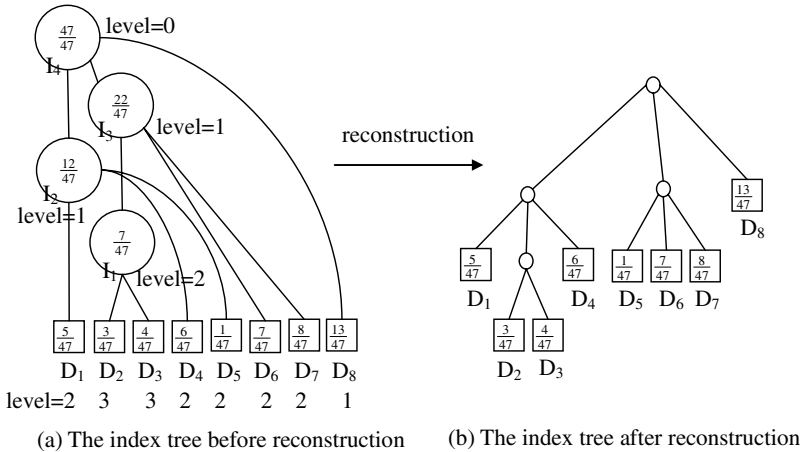 47/47 level=0
I4
22/47
I3 level=1 reconstruction
12/47
I2
level=1
7/47
I1 level=2
13/47
D8
5/47 6/47 1/47 7/47 8/47
D1 D4 D5 D6 D7
5/47 3/47 4/47 6/47 1/47 7/47 8/47 13/47 3/47 4/47
D1 D2 D3 D4 D5 D6 D7 D8 D2 D3
level=2 3 3 2 2 2 2 1
(a) The index tree before reconstruction (b) The index tree after reconstruction